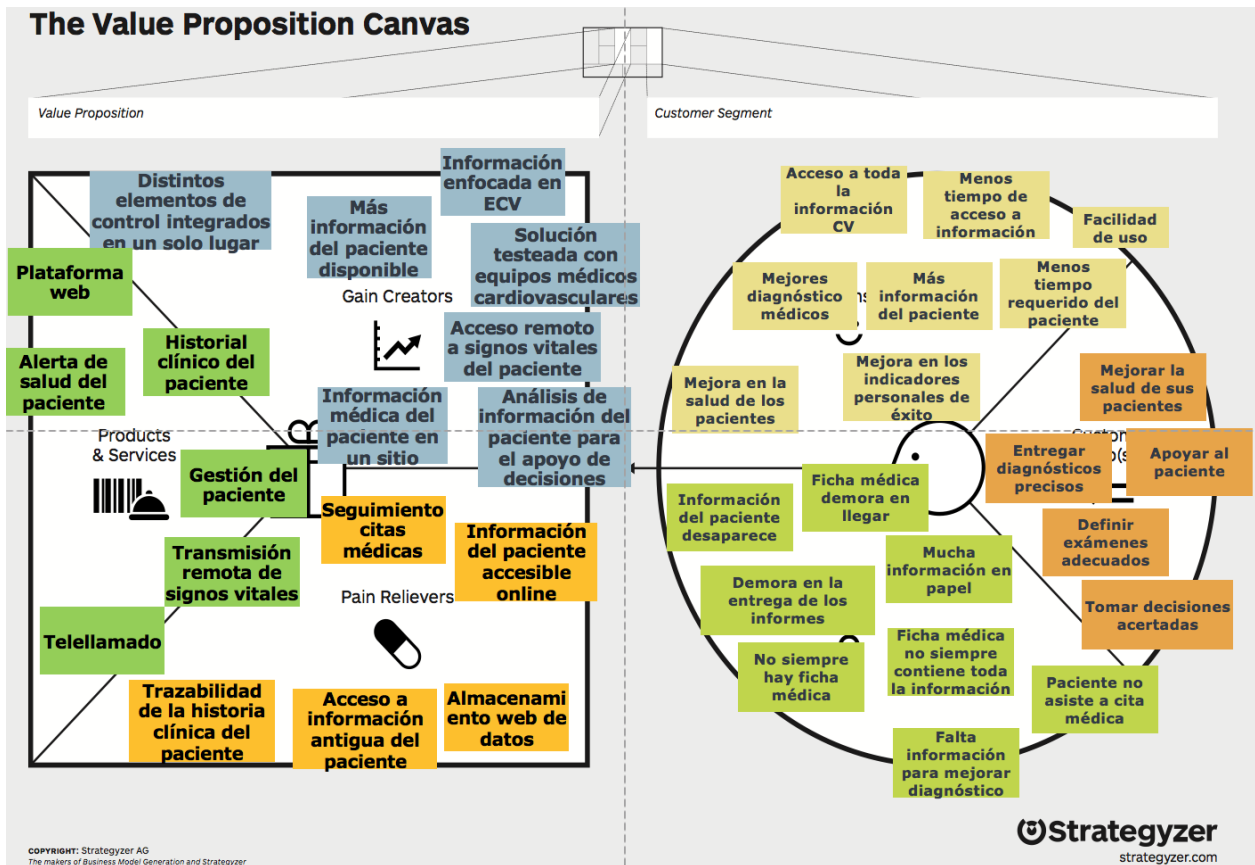 The Value Proposition Canvas
Value Proposition
Customer Segment
Distintos
elementos de
control integrados
en un solo lugar
Información
enfocada en
ECV
Más
información
del paciente
disponible
Solución
testeada con
equipos médicos
cardiovasculares
Plataforma
web
Gain Creators
Historial
clínico del
paciente
Acceso remoto
a signos vitales
del paciente
Alerta de
salud del
paciente
Información
médica del
paciente en
un sitio
Análisis de
información del
paciente para
el apoyo de
decisiones
Products
& Services
Gestión del
paciente
Seguimiento
citas
médicas
Información
del paciente
accesible
online
Transmisión
remota de
signos vitales
Pain Relievers
Telellamado
Trazabilidad
de la historia
clínica del
paciente
Acceso a
información
antigua del
paciente
Almacenami
ento web de
datos
Acceso a toda
la
información
CV
Menos
tiempo de
acceso a
información
Facilidad
de uso
Mejores
diagnóstico
médicos
Más
información
del paciente
Menos
tiempo
requerido del
paciente
Mejora en la
salud de los
pacientes
Mejora en los
indicadores
personales de
éxito
Mejorar la
salud de sus
pacientes
Entregar
diagnósticos
precisos
Apoyar al
paciente
Información
del paciente
desaparece
Ficha médica
demora en
llegar
Definir
exámenes
adecuados
Mucha
información en
papel
Demora en la
entrega de los
informes
Tomar decisiones
acertadas
No siempre
hay ficha
médica
Ficha médica
no siempre
contiene toda
la información
Paciente no
asiste a cita
médica
Falta
información
para mejorar
diagnóstico
COPYRIGHT: Strategyzer AG
The makers of Business Model Generation and Strategyzer
Strategyzer
strategyzer.com